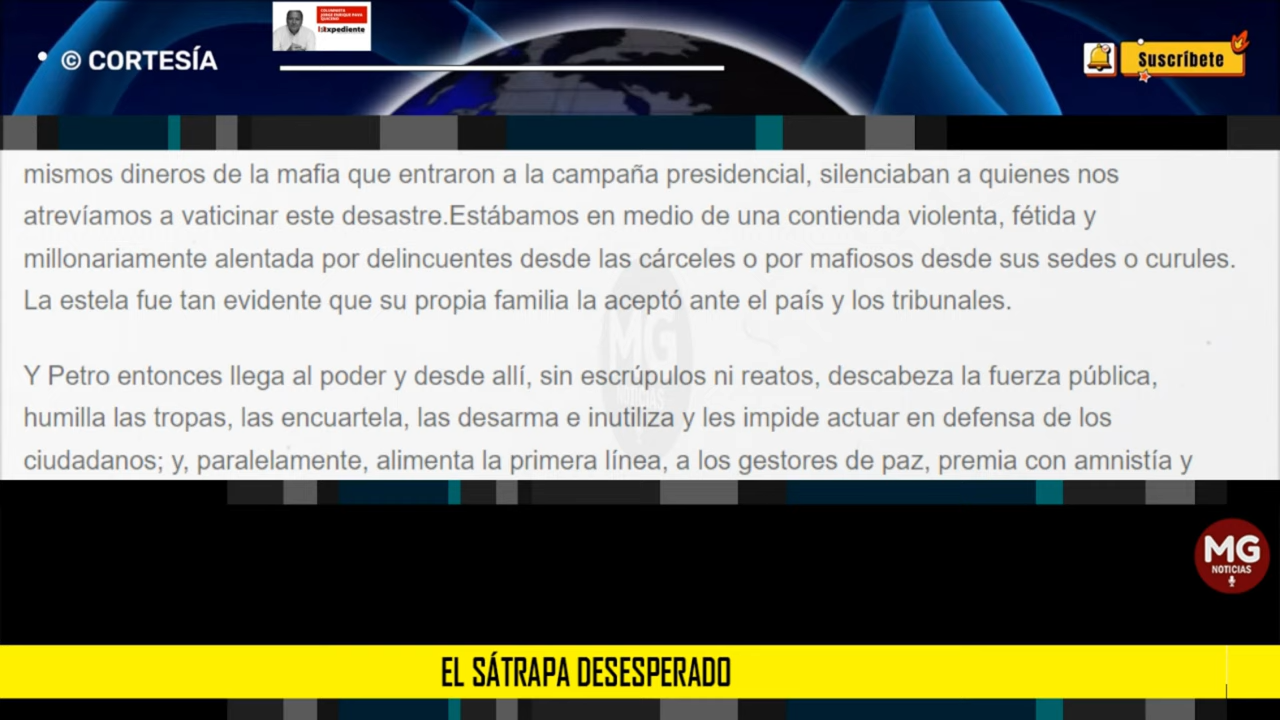 © CORTESÍA
COLUMNISTA
Expediente
Suscríbete
mismos dineros de la mafia que entraron a la campaña presidencial, silenciaban a quienes nos
atrevíamos a vaticinar este desastre.Estábamos en medio de una contienda violenta, fétida y
millonariamente alentada por delincuentes desde las cárceles o por mafiosos desde sus sedes o curules.
La estela fue tan evidente que su propia familia la aceptó ante el país y los tribunales.
Y Petro entonces llega al poder y desde allí, sin escrúpulos ni reatos, descabeza la fuerza pública,
humilla las tropas, las encuartela, las desarma e inutiliza y les impide actuar en defensa de los
ciudadanos; y, paralelamente, alimenta la primera línea, a los gestores de paz, premia con amnistía y
MG
NOTICIAS
MG
NOTICIAS
EL SÁTRAPA DESESPERADO